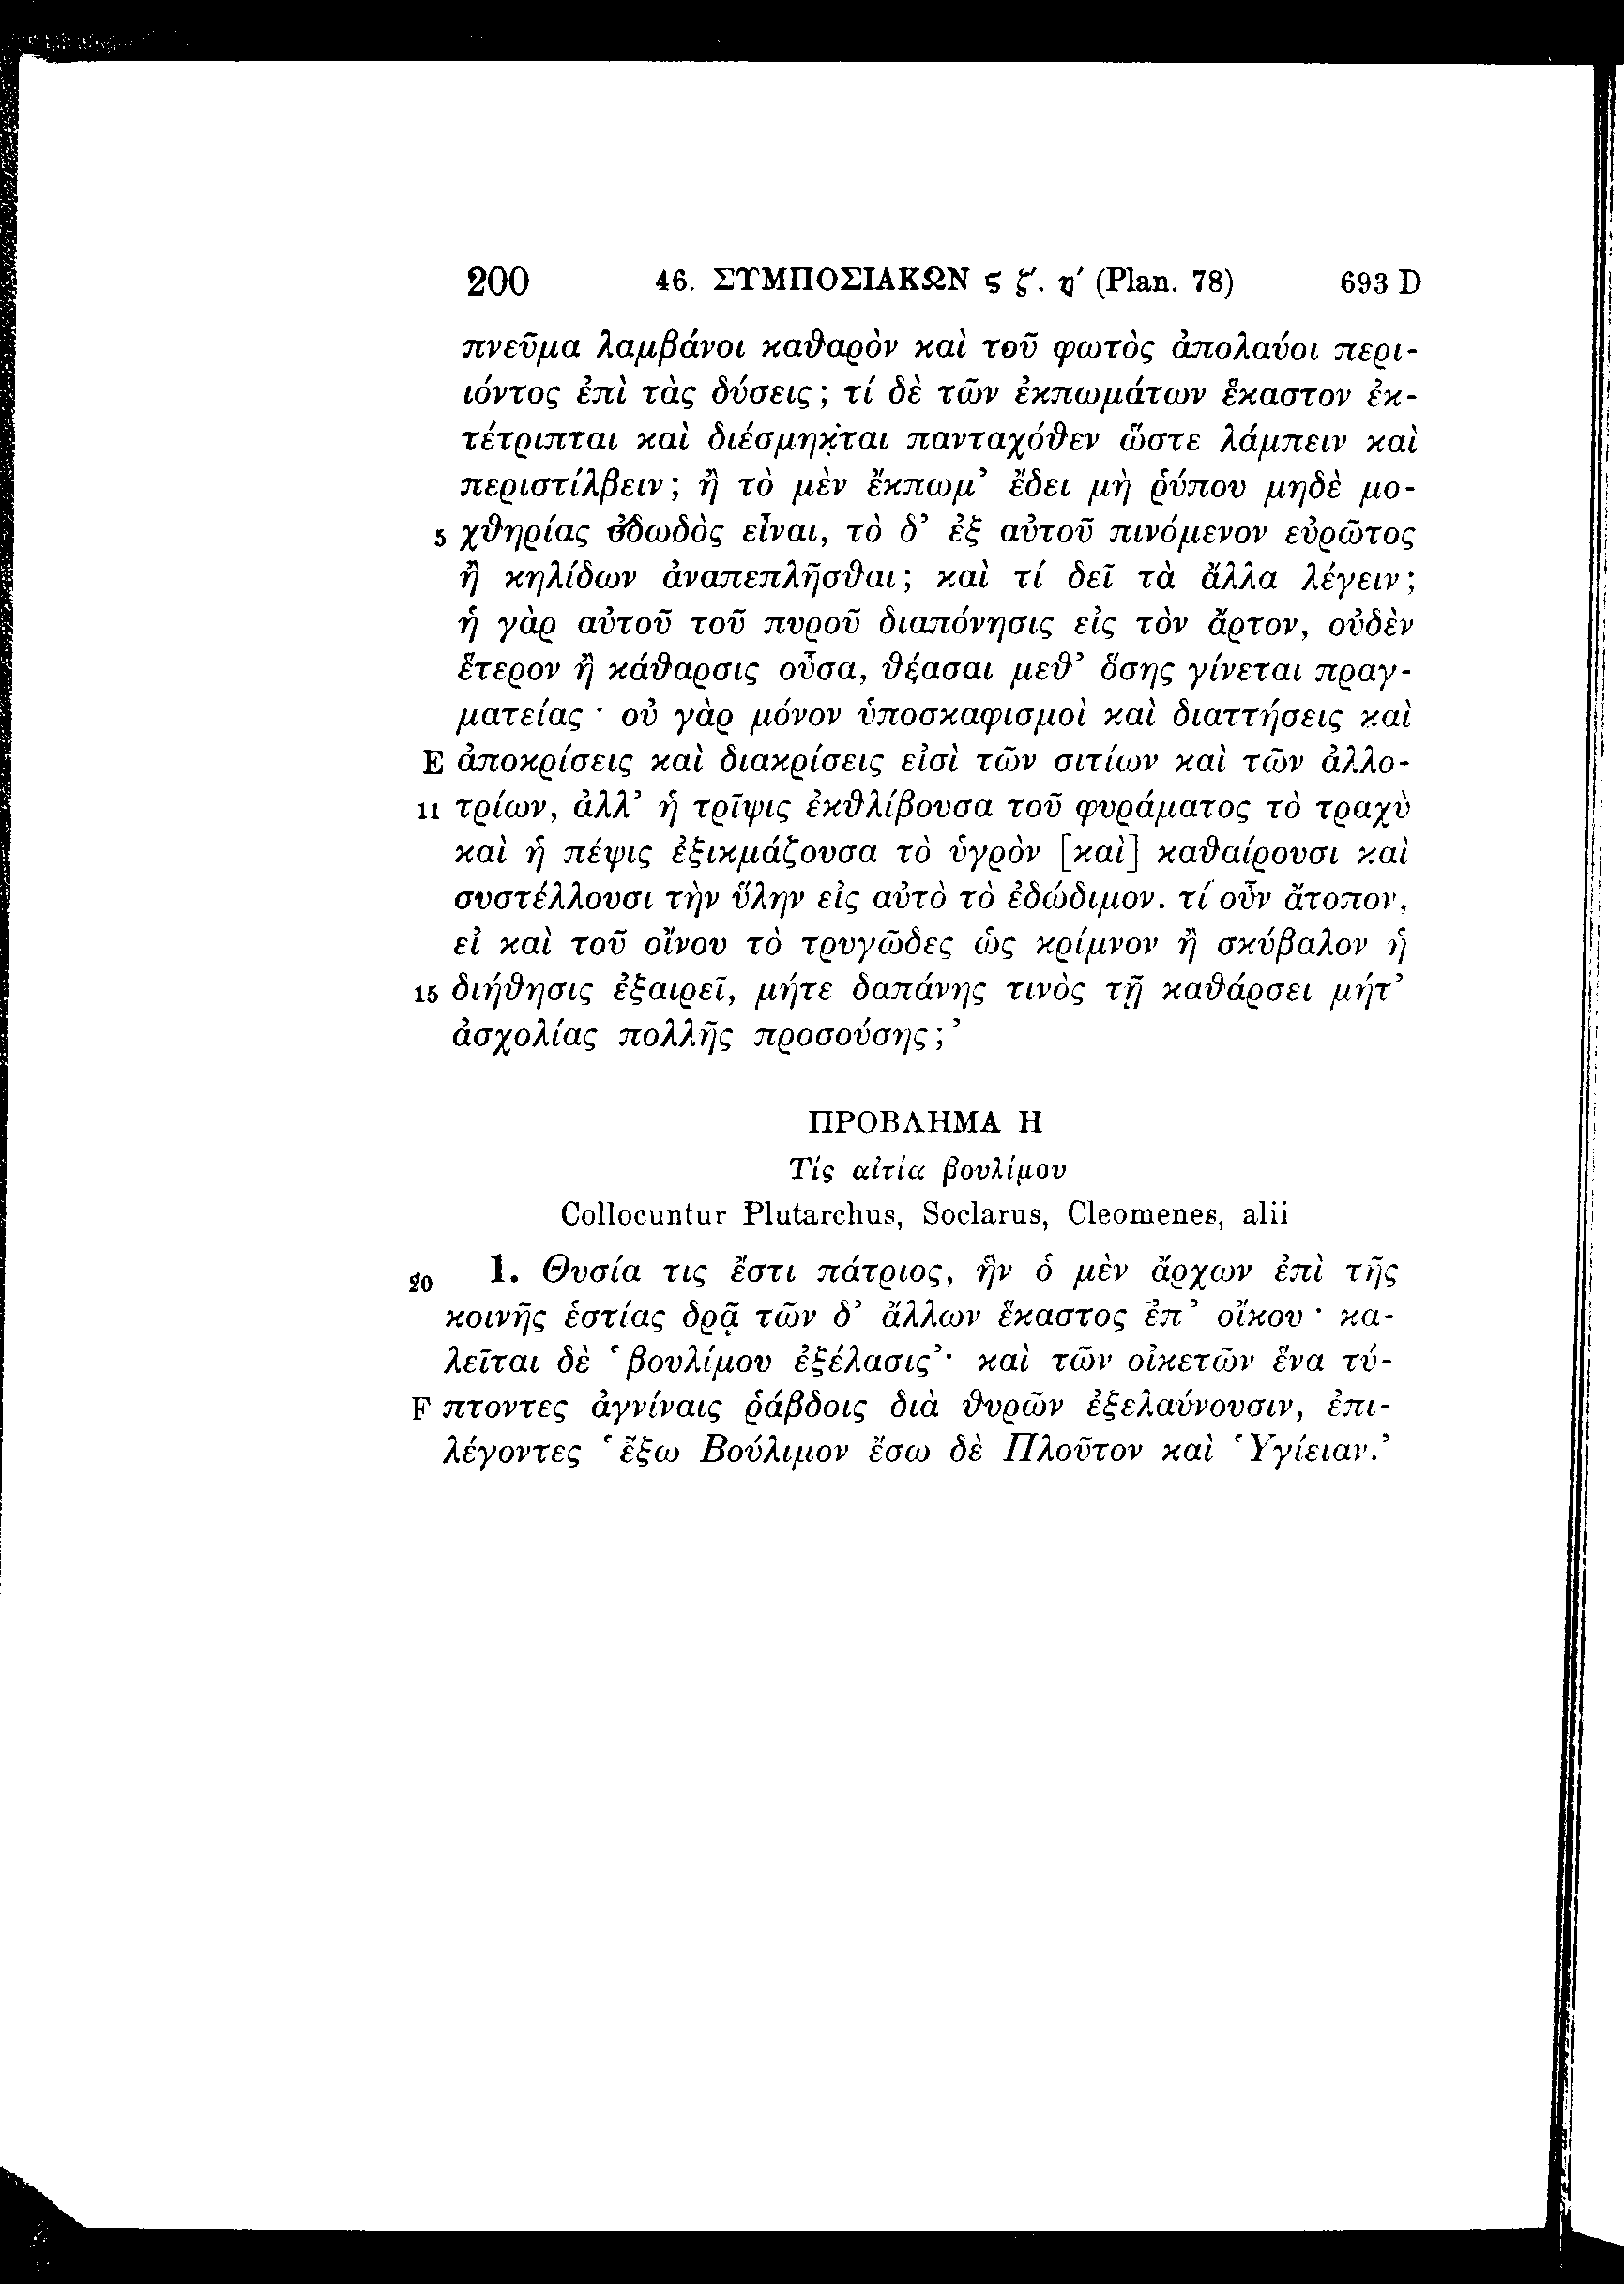 200 46. ΣΥΜΠΟΣΙΑΚΩΝ ϛ ζ′. η′ (Plan. 78) 693 D
πνεῦμα λαμβάνοι καθαρὸν καὶ τοῦ φωτὸς ἀπολαύοι περι-
ιόντος ἐπὶ τὰς δύσεις; τί δὲ τῶν ἐκπωμάτων ἕκαστον ἐκ-
τέτριπται καὶ διέσμηκται πανταχόθεν ὥστε λάμπειν καὶ
περιστίλβειν; ἢ τὸ μὲν ἔκπωμ’ ἔδει μὴ ῥύπου μηδὲ μο-
5 χθηρίας ὀδωδὸς εἶναι, τὸ δ’ ἐξ αὐτοῦ πινόμενον εὐρῶτος
ἢ κηλίδων ἀναπεπλῆσθαι; καὶ τί δεῖ τὰ ἄλλα λέγειν;
ἡ γὰρ αὐτοῦ τοῦ πυροῦ διαπόνησις εἰς τὸν ἄρτον, οὐδὲν
ἕτερον ἢ κάθαρσις οὖσα, θέασαι μεθ’ ὅσης γίνεται πραγ-
ματείας · οὐ γὰρ μόνον ὑποσκαφισμοὶ καὶ διαττήσεις καὶ
E ἀποκρίσεις καὶ διακρίσεις εἰσὶ τῶν σιτίων καὶ τῶν ἀλλο-
11 τρίων, ἀλλ’ ἡ τρῖψις ἐκθλίβουσα τοῦ φυράματος τὸ τραχὺ
καὶ ἡ πέψις ἐξικμάζουσα τὸ ὑγρὸν [καὶ] καθαίρουσι καὶ
συστέλλουσι τὴν ὕλην εἰς αὐτὸ τὸ ἐδώδιμον. τί οὖν ἄτοπον,
εἰ καὶ τοῦ οἴνου τὸ τρυγῶδες ὡς κρίμνον ἢ σκύβαλον ἡ
15 διήθησις ἐξαιρεῖ, μήτε δαπάνης τινὸς τῇ καθάρσει μήτ’
ἀσχολίας πολλῆς προσούσης;’
ΠΡΟΒΛΗΜΑ Η
Τίς αἰτία βουλίμου
Collocuntur Plutarchus, Soclarus, Cleomenes, alii
20 1. Θυσία τις ἔστι πάτριος, ἣν ὁ μὲν ἄρχων ἐπὶ τῆς
κοινῆς ἑστίας δρᾷ τῶν δ’ ἄλλων ἕκαστος ἐπ’ οἴκου · κα-
λεῖται δὲ ‘βουλίμου ἐξέλασις’· καὶ τῶν οἰκετῶν ἕνα τύ-
F πτοντες ἀγνίναις ῥάβδοις διὰ θυρῶν ἐξελαύνουσιν, ἐπι-
λέγοντες ‘ἔξω Βούλιμον ἔσω δὲ Πλοῦτον καὶ Ὑγίειαν.’